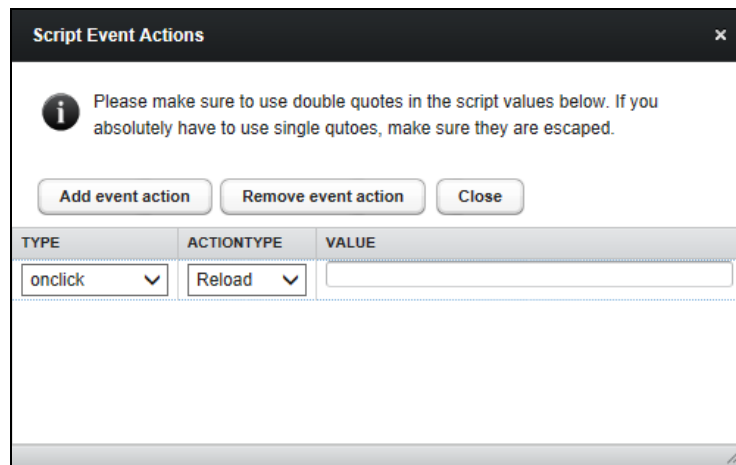 Script Event Actions
×
i
Please make sure to use double quotes in the script values below. If you
absolutely have to use single qutoes, make sure they are escaped.
Add event action Remove event action Close
TYPE ACTIONTYPE VALUE
onclick Reload